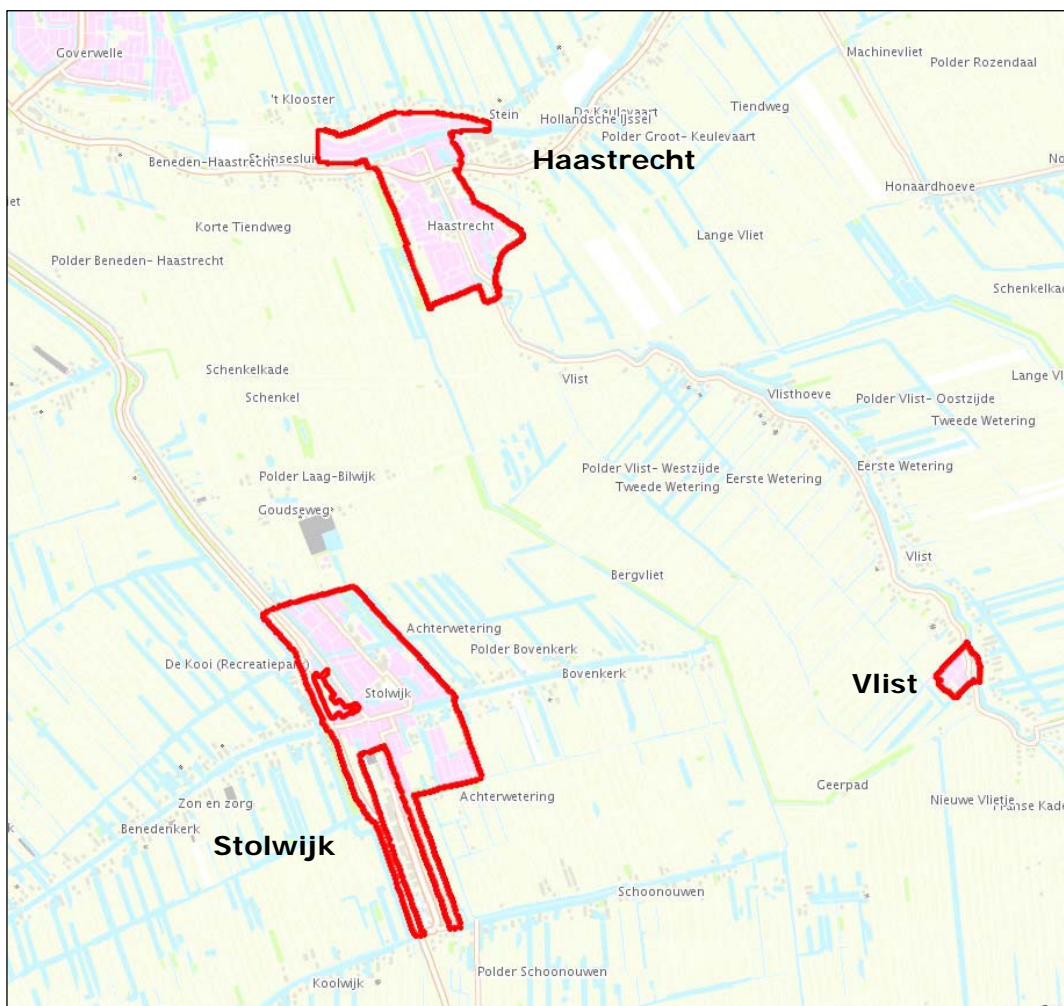 Goverwelle
Machinevliet
Polder Rozendaal
't Klooster
Stein
De Keulevaart
Tiendweg
Hollandsche IJssel
Polder Groot- Keulevaart
Beneden-Haastrecht
Haastrecht
Honaardhoeve
Korte Tiendweg
Haastrecht
Lange Vliet
Polder Beneden- Haastrecht
Schenkelka
Schenkelkade
Vlist
Lange Vl
Schenkel
Vlisthoeve
Polder Vlist- Oostzijde
Tweede Wetering
Polder Laag-Bilwijk
Polder Vlist- Westzijde
Eerste Wetering
Tweede Wetering
Eerste Wetering
Goudseweg
Vlist
Bergvliet
Achterwetering
Polder Bovenkerk
De Kooi (Recreatiepark)
Bovenkerk
Stolwijk
Vlist
Geerpad
Zon en zorg
Achterwetering
Nieuwe Vlietje
Franse Kade
Benedenkerk
Stolwijk
Schoonouwen
Polder Schoonouwen
Koolwijk